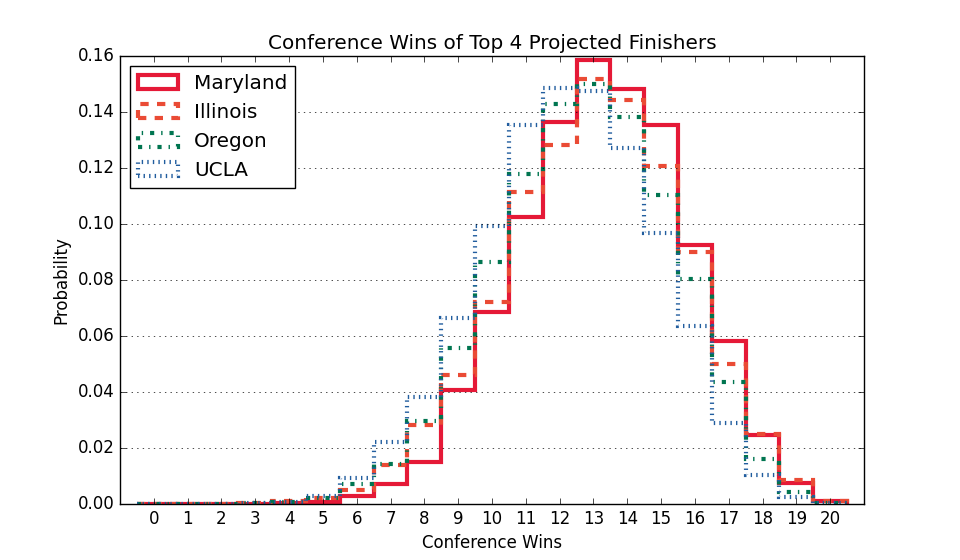 Conference Wins of Top 4 Projected Finishers
Maryland
Illinois
Oregon
UCLA
Probability
0.16
0.14
0.12
0.10
0.08
0.06
0.04
0.02
0.00
0 1 2 3 4 5 6 7 8 9 10 11 12 13 14 15 16 17 18 19 20
Conference Wins